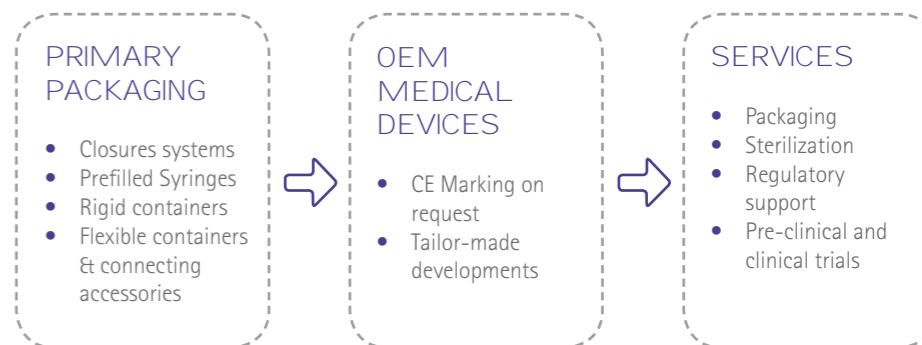 PRIMARY
PACKAGING
• Closures systems
• Prefilled Syringes
• Rigid containers
• Flexible containers
& connecting
accessories
OEM
MEDICAL
DEVICES
• CE Marking on
request
• Tailor-made
developments
SERVICES
• Packaging
• Sterilization
• Regulatory
support
• Pre-clinical and
clinical trials